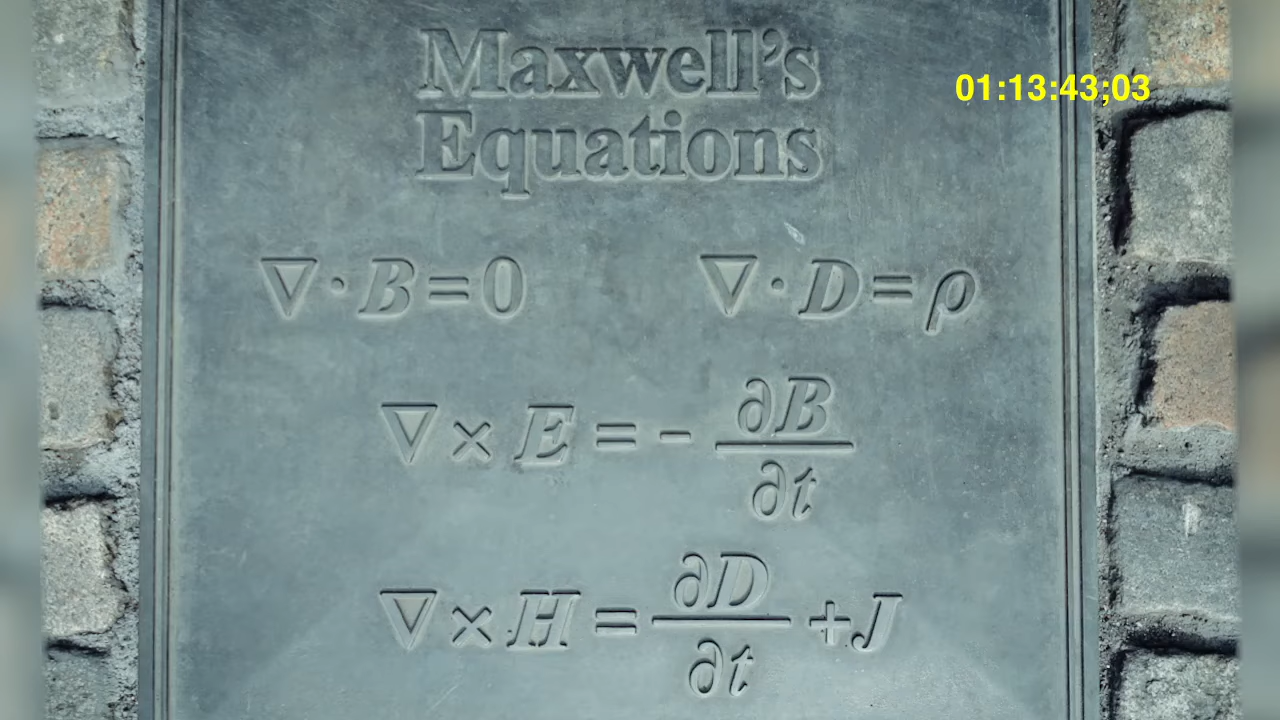 Maxwell's
01:13:43;03
Equations
∇·B=0 ∇·D=ρ
∇×E=-∂B/∂t
∇×H=∂D/∂t+J